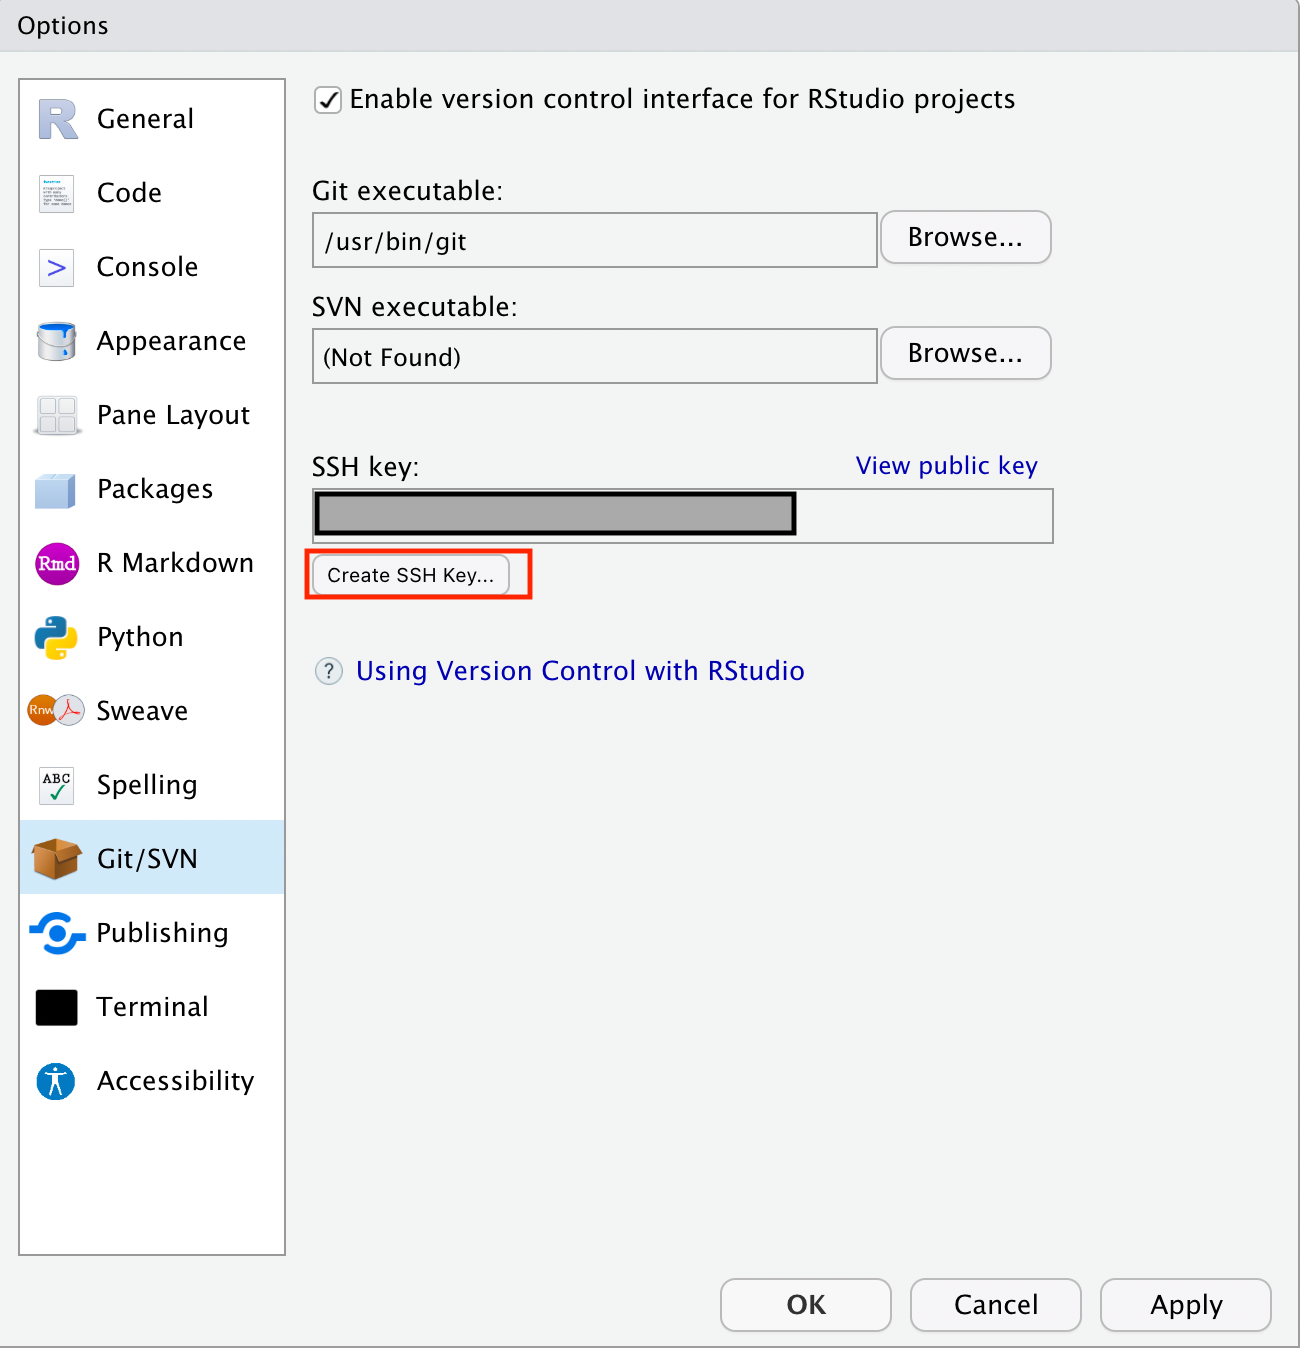 Options
General
Code
>
Console
Appearance
Pane Layout
Packages
Rmd
R Markdown
Python
Rnw
Sweave
ABC
Spelling
Git/SVN
Publishing
Terminal
Accessibility
Enable version control interface for RStudio projects
Git executable:
/usr/bin/git
Browse...
SVN executable:
(Not Found)
Browse...
SSH key:
View public key
Create SSH Key...
? Using Version Control with RStudio
OK
Cancel
Apply